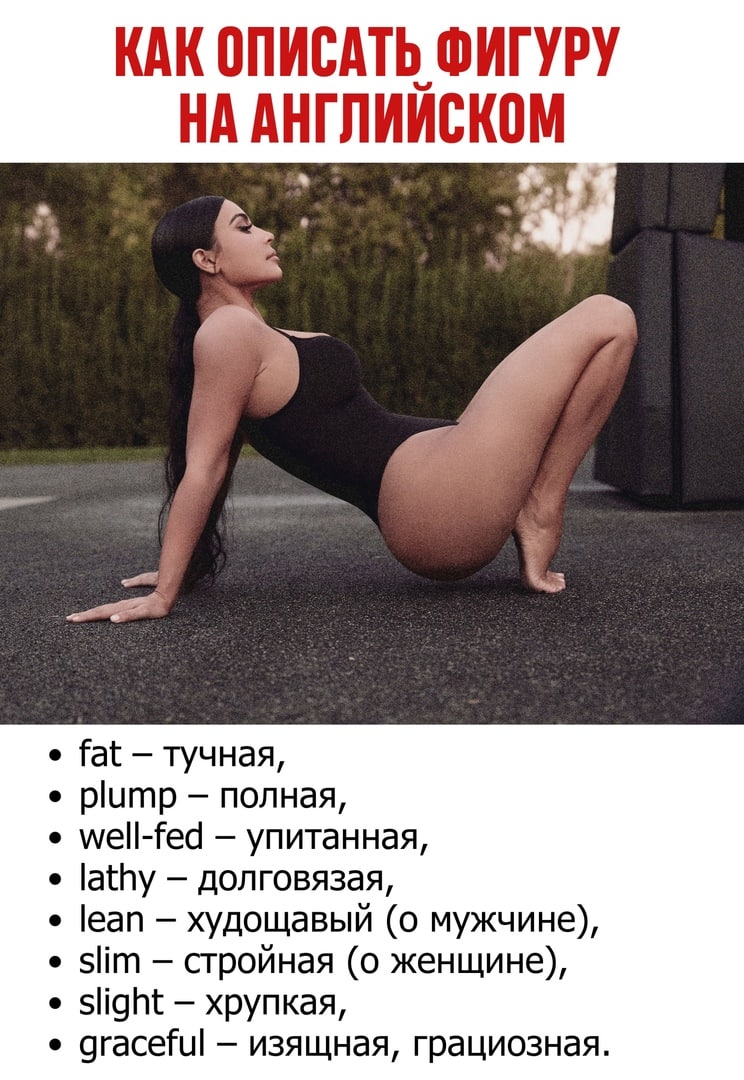 КАК ОПИСАТЬ ФИГУРУ
НА АНГЛИЙСКОМ
• fat – тучная,
• plump – полная,
• well-fed – упитанная,
• lathy – долговязая,
• lean – худощавый (о мужчине),
• slim – стройная (о женщине),
• slight – хрупкая,
• graceful – изящная, грациозная.